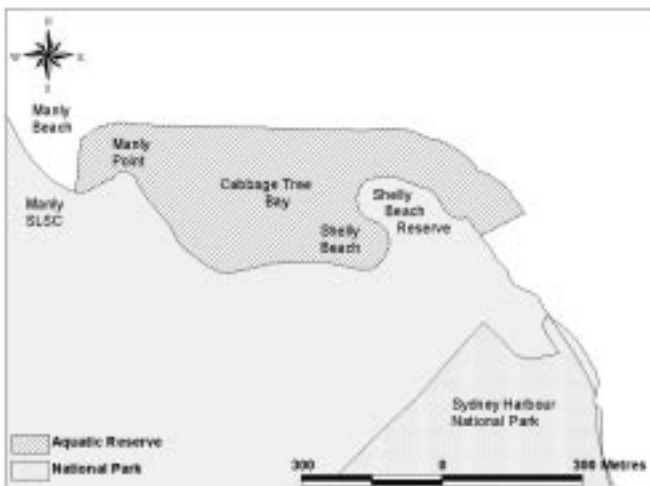 N
W E
S
Manly
Beach
Manly
Point
Cabbage Tree
Bay
Shelly
Beach
Reserve
Manly
SLSC
Shelly
Beach
Sydney Harbour
National Park
Aquatic Reserve
National Park
300 0 300 Metres